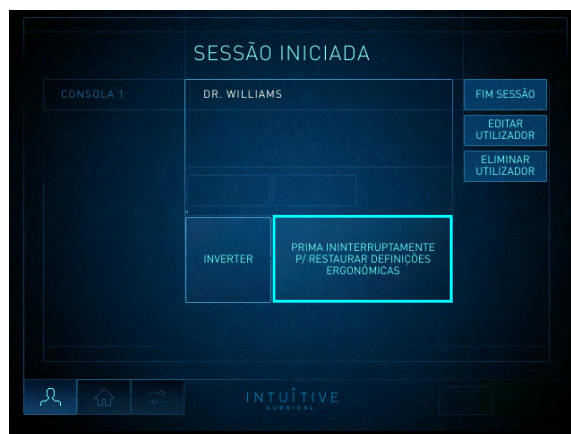 SESSÃO INICIADA
CONSOLA 1
DR. WILLIAMS
FIM SESSÃO
EDITAR
UTILIZADOR
ELIMINAR
UTILIZADOR
INVERTER
PRIMA ININTERRUPTAMENTE
P/ RESTAURAR DEFINIÇÕES
ERGONÓMICAS
INTUITIVE
SURGICAL